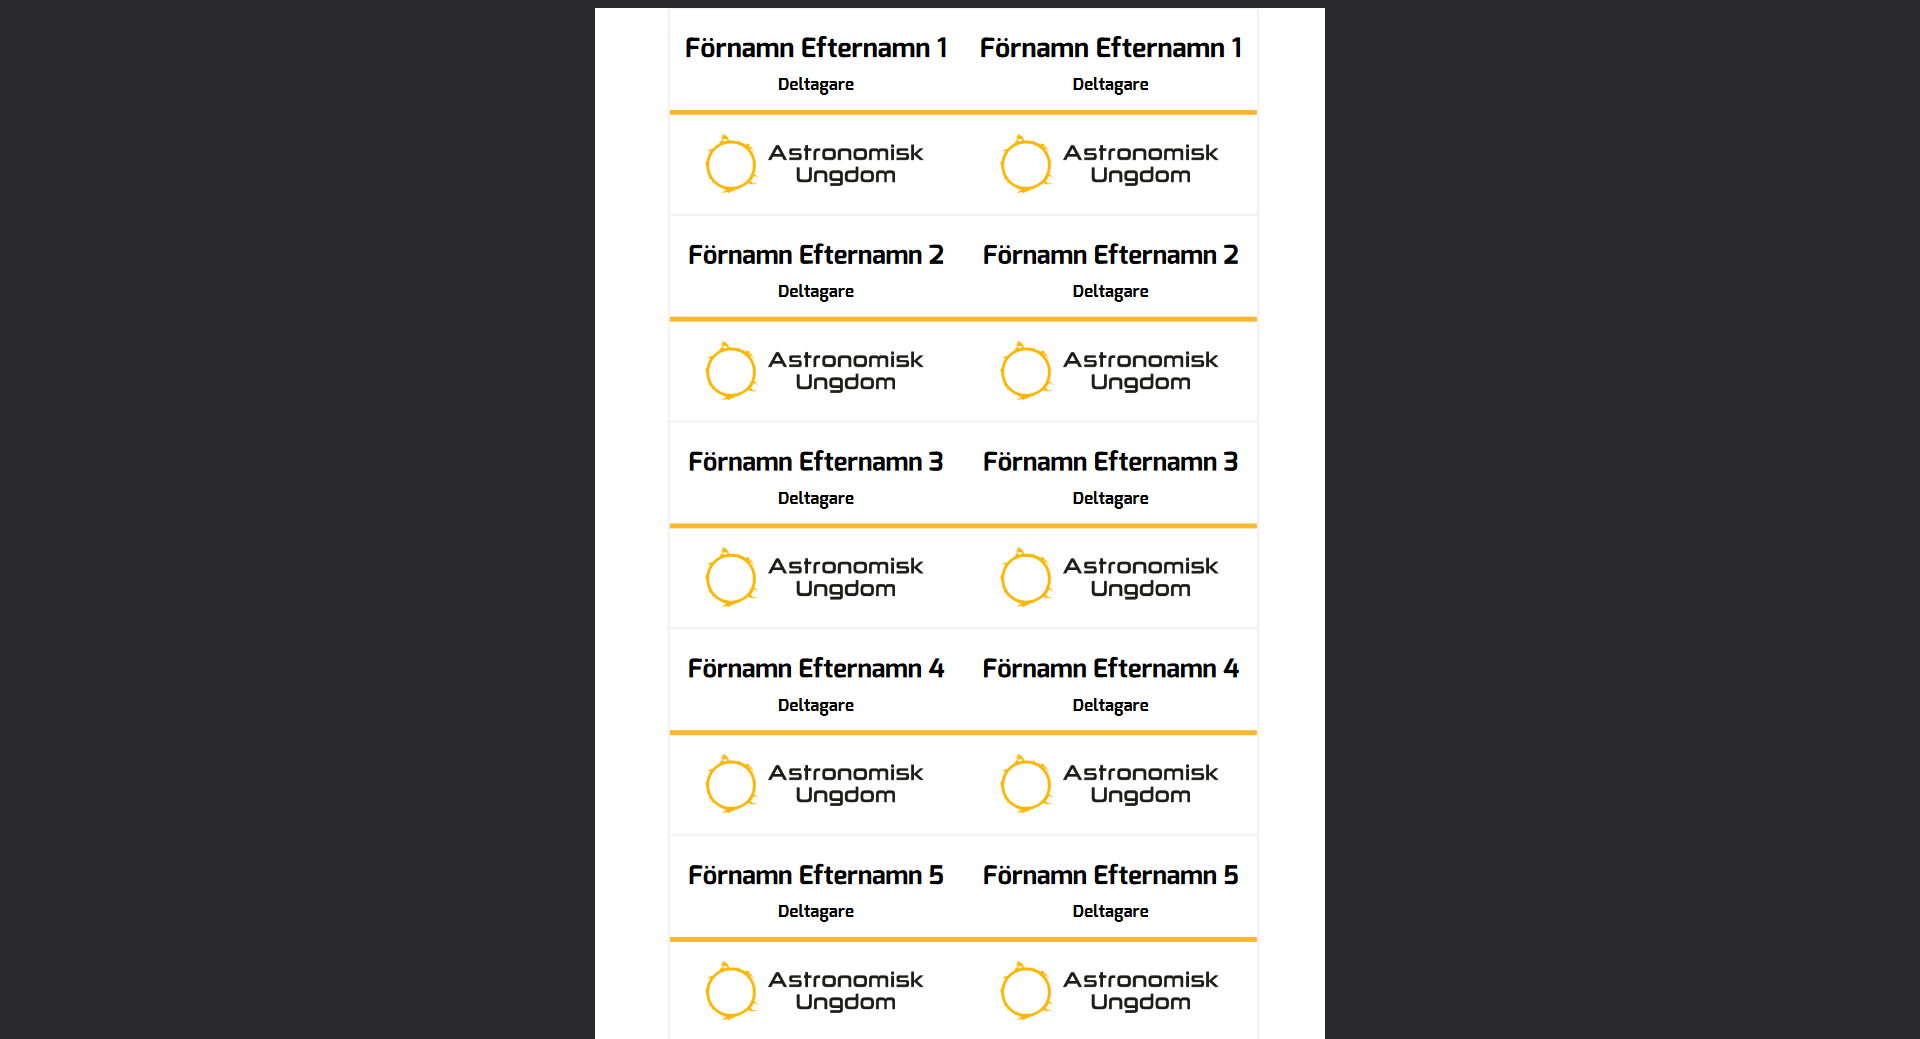 Förnamn Efternamn 1 Förnamn Efternamn 1
Deltagare Deltagare
Astronomisk Astronomisk
Ungdom Ungdom
Förnamn Efternamn 2 Förnamn Efternamn 2
Deltagare Deltagare
Astronomisk Astronomisk
Ungdom Ungdom
Förnamn Efternamn 3 Förnamn Efternamn 3
Deltagare Deltagare
Astronomisk Astronomisk
Ungdom Ungdom
Förnamn Efternamn 4 Förnamn Efternamn 4
Deltagare Deltagare
Astronomisk Astronomisk
Ungdom Ungdom
Förnamn Efternamn 5 Förnamn Efternamn 5
Deltagare Deltagare
Astronomisk Astronomisk
Ungdom Ungdom